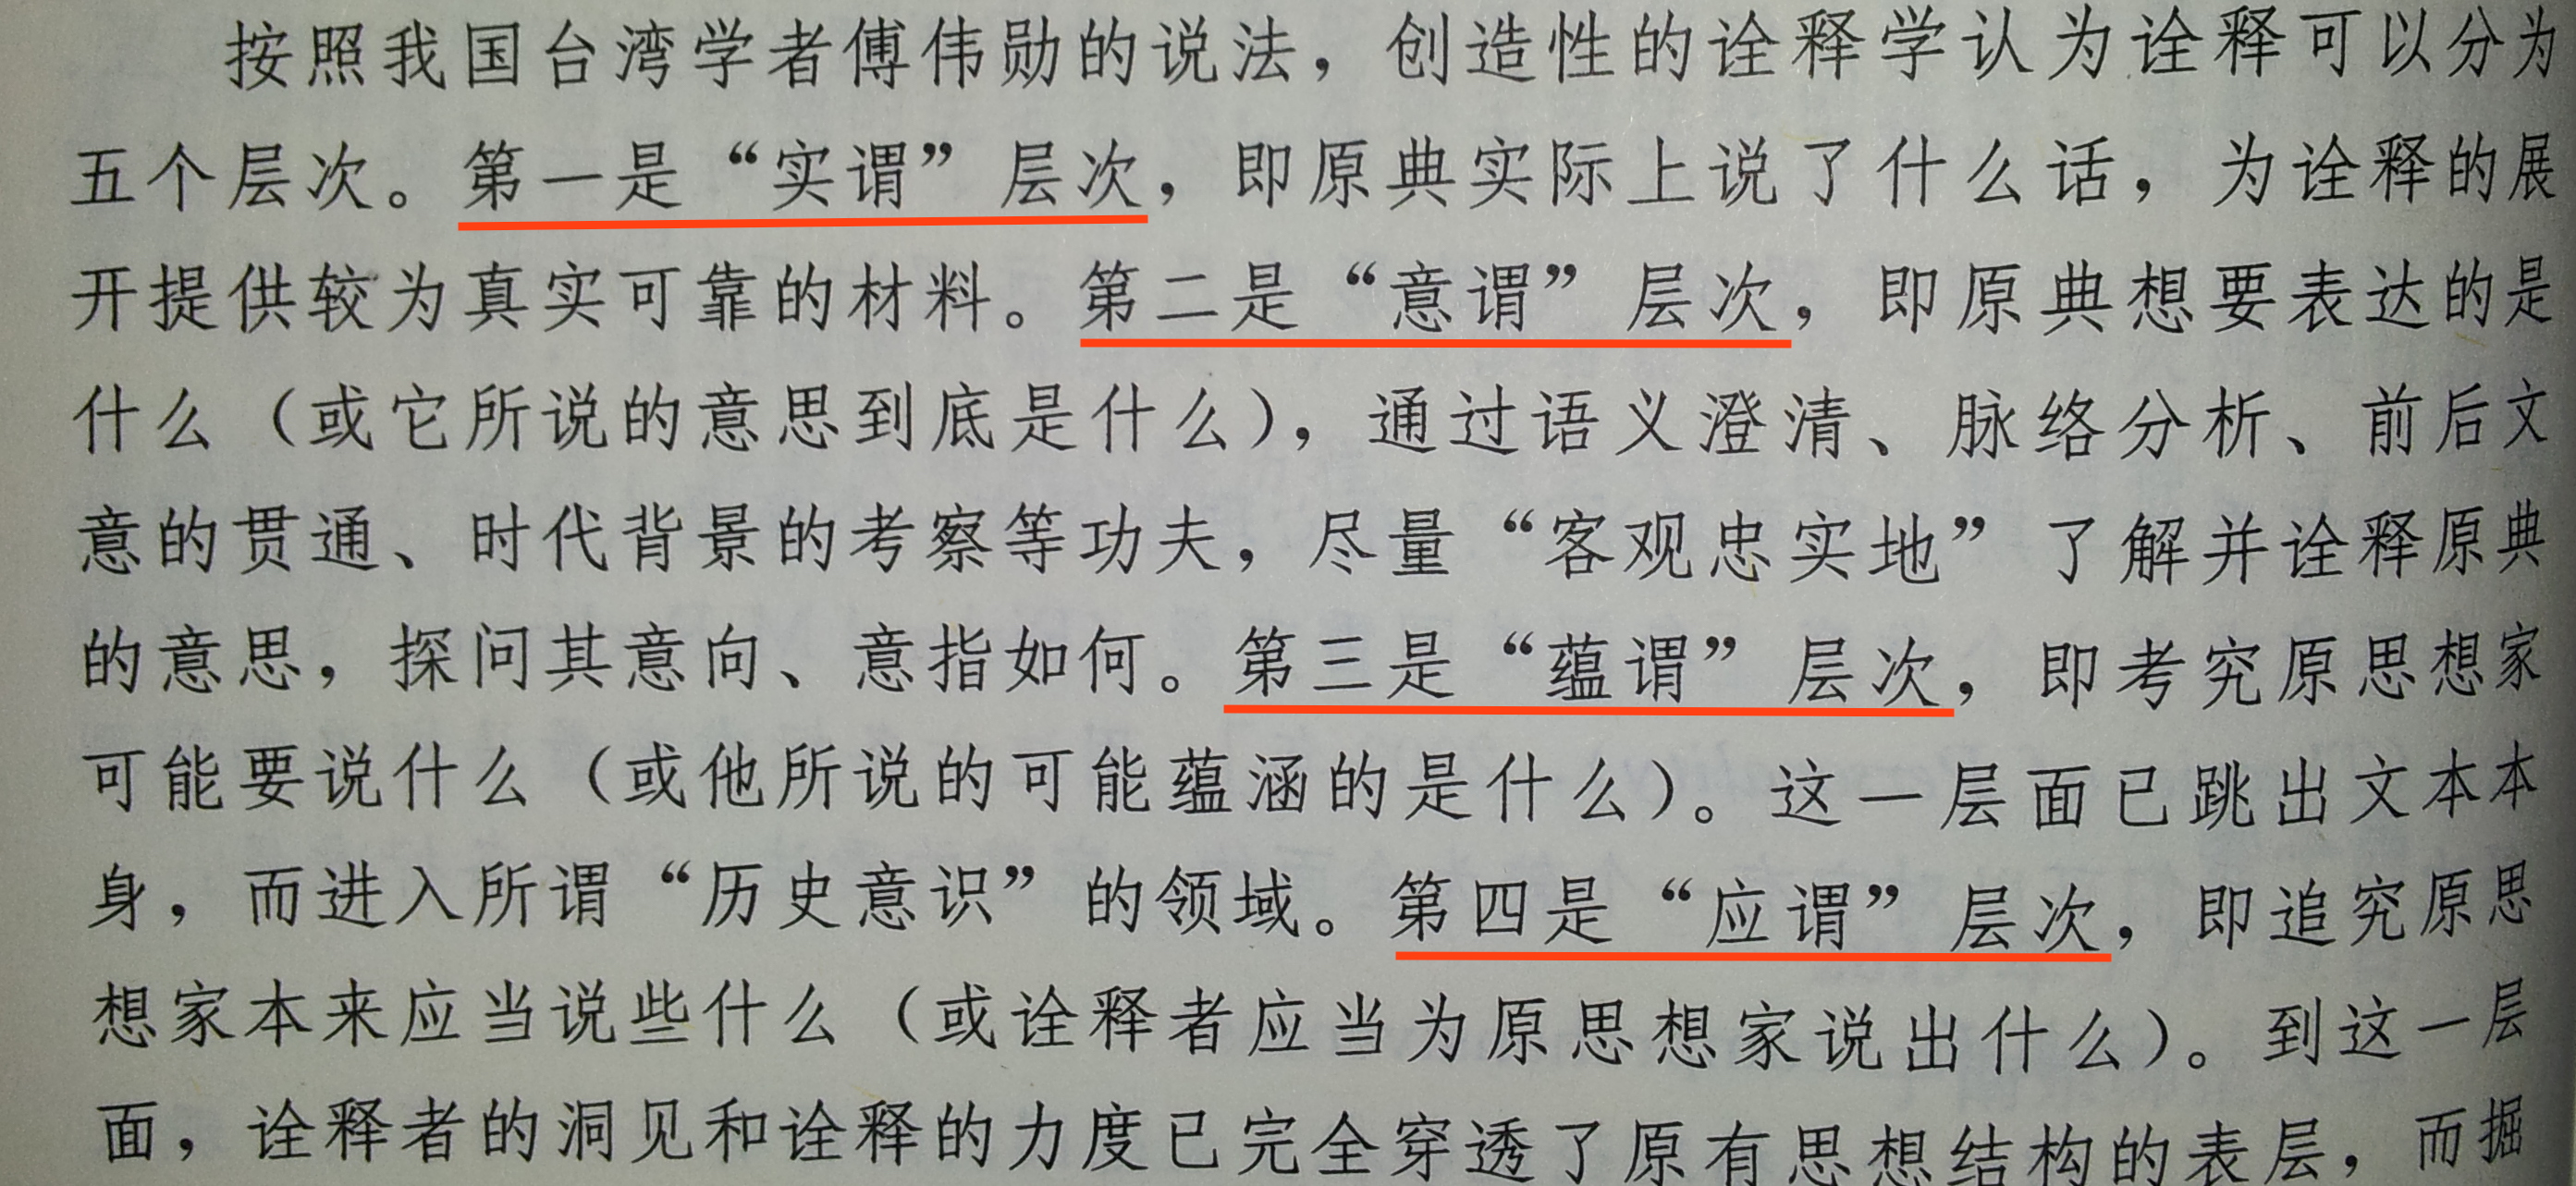 按照我国台湾学者傅伟勋的说法，创造性的诠释学认为诠释可以分为
五个层次。第一是“实谓”层次，即原典实际上说了什么话，为诠释的展
开提供较为真实可靠的材料。第二是“意谓”层次，即原典想要表达的是
什么（或它所说的意思到底是什么），通过语义澄清、脉络分析、前后文
意的贯通、时代背景的考察等功夫，尽量“客观忠实地”了解并诠释原典
的意思，探问其意向、意指如何。第三是“蕴谓”层次，即考究原思想家
可能要说什么（或他所说的可能蕴涵的是什么）。这一层面已跳出文本本
身，而进入所谓“历史意识”的领域。第四是“应谓”层次，即追究原思
想家本来应当说些什么（或诠释者应当为原思想家说出什么）。到这一层
面，诠释者的洞见和诠释的力度已完全穿透了原有思想结构的表层，而掘